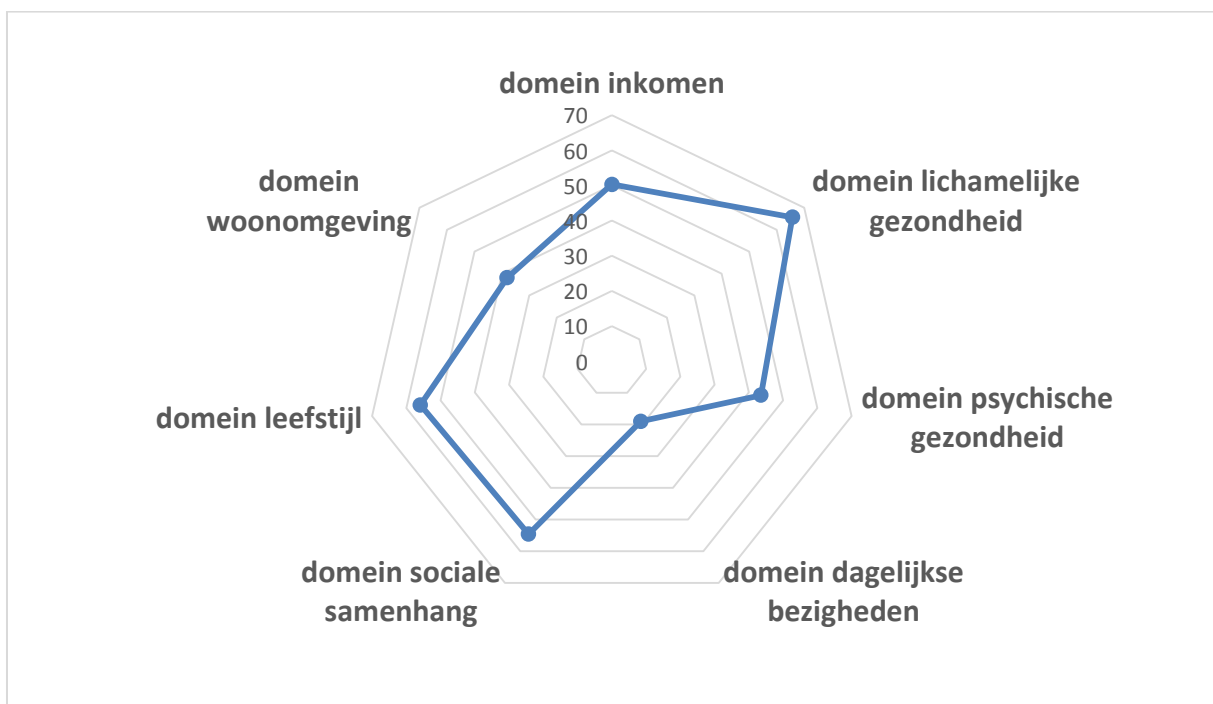 domein inkomen
70
60
50
40
30
20
10
0
domein lichamelijke
gezondheid
domein psychische
gezondheid
domein dagelijkse
bezigheden
domein sociale
samenhang
domein leefstijl
domein
woonomgeving